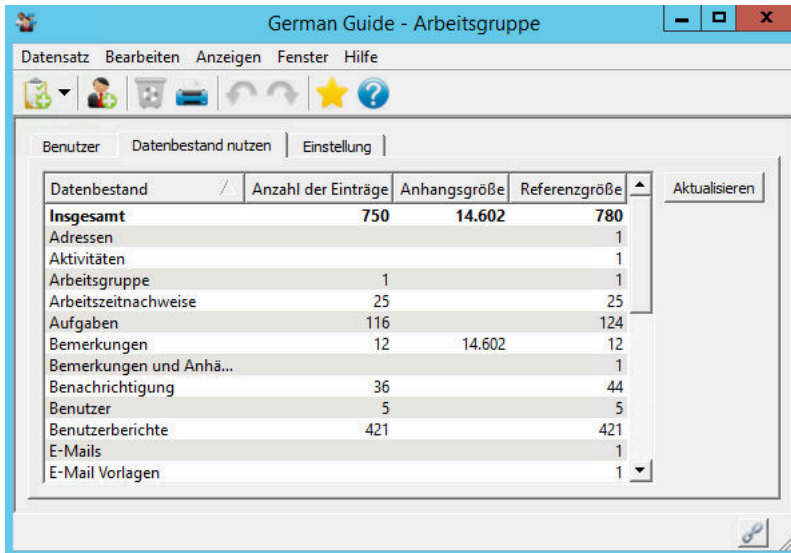 German Guide - Arbeitsgruppe
Datensatz Bearbeiten Anzeigen Fenster Hilfe
Benutzer Datenbestand nutzen Einstellung
Datenbestand Anzahl der Einträge Anhangsgröße Referenzgröße Aktualisieren
Insgesamt 750 14.602 780
Adressen 1
Aktivitäten 1
Arbeitsgruppe 1 1
Arbeitszeitnachweise 25 25
Aufgaben 116 124
Bemerkungen 12 14.602 12
Bemerkungen und Anhä... 1
Benachrichtigung 36 44
Benutzer 5 5
Benutzerberichte 421 421
E-Mails 1
E-Mail Vorlagen 1